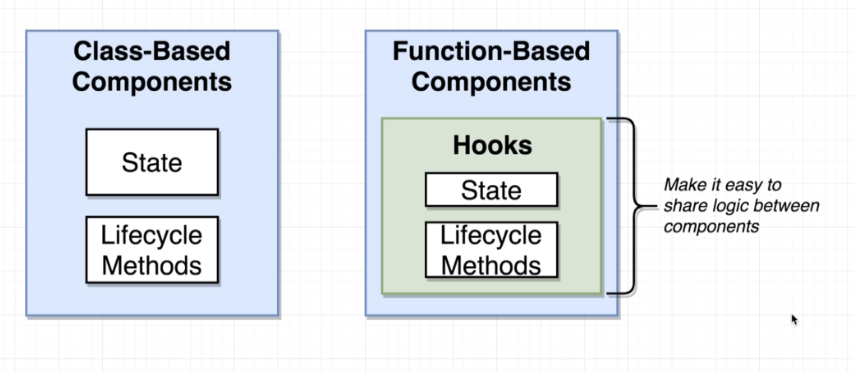 Class-Based
Components
State
Lifecycle
Methods
Function-Based
Components
Hooks
State
Lifecycle
Methods
Make it easy to
share logic between
components